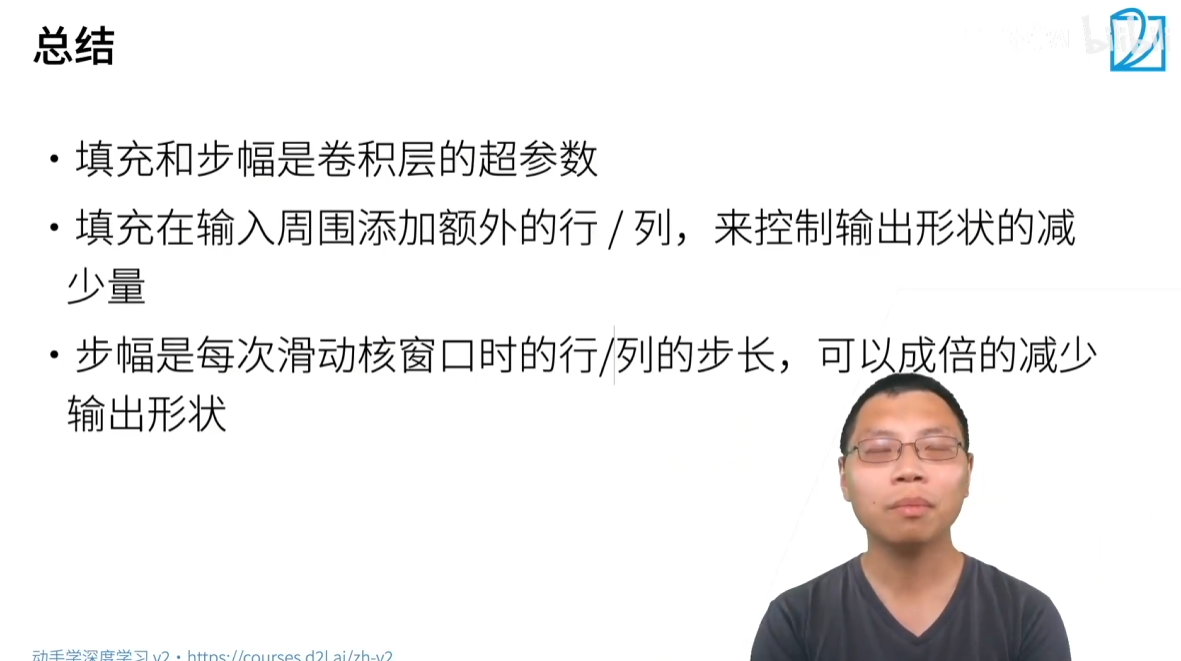 总结
• 填充和步幅是卷积层的超参数
• 填充在输入周围添加额外的行 / 列，来控制输出形状的减
少量
• 步幅是每次滑动核窗口时的行/列的步长，可以成倍的减少
输出形状
动手学深度学习 v2 • https://courses.d2l.ai/zh-v2